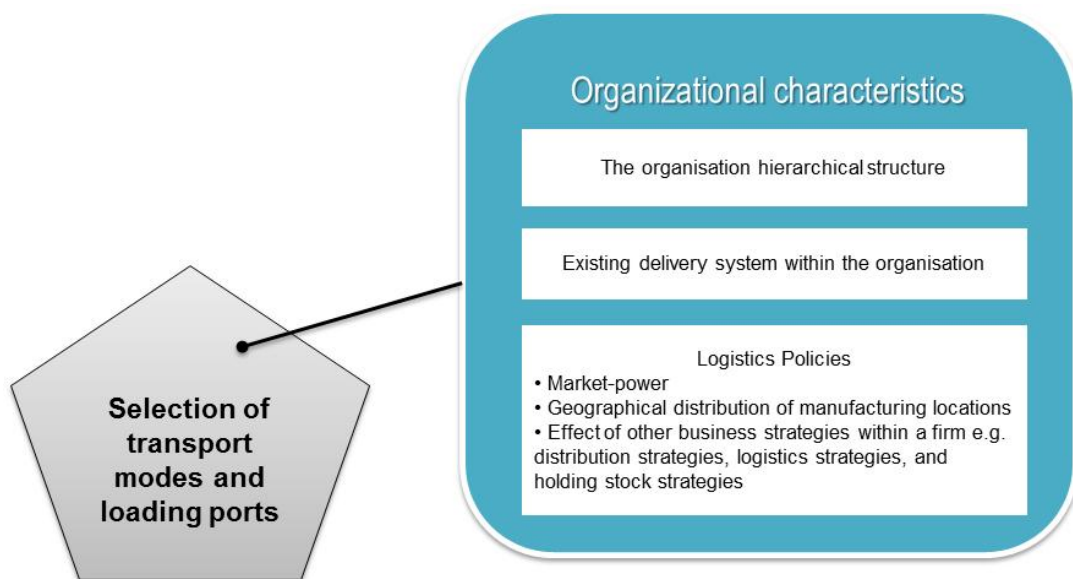 Organizational characteristics
The organisation hierarchical structure
Existing delivery system within the organisation
Logistics Policies
• Market-power
• Geographical distribution of manufacturing locations
• Effect of other business strategies within a firm e.g.
distribution strategies, logistics strategies, and
holding stock strategies
Selection of
transport
modes and
loading ports